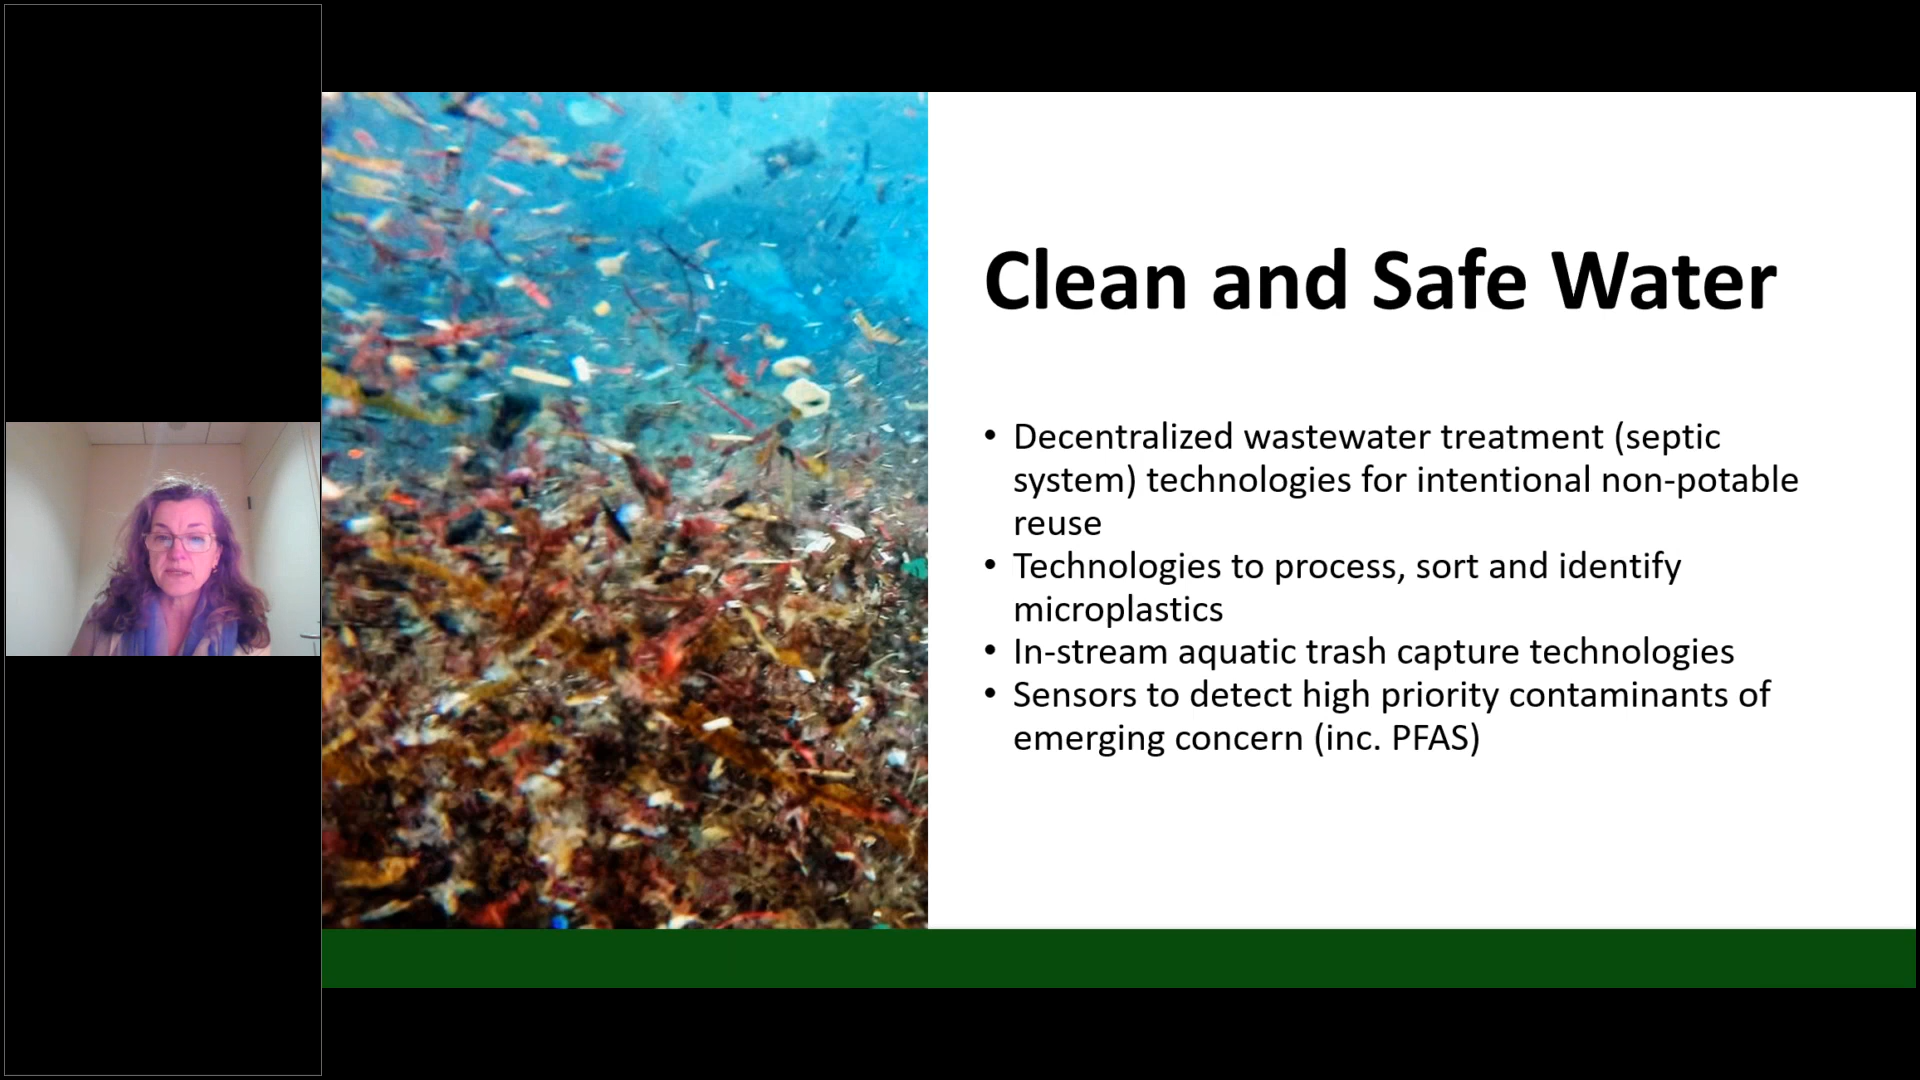 Clean and Safe Water
• Decentralized wastewater treatment (septic
system) technologies for intentional non-potable
reuse
• Technologies to process, sort and identify
microplastics
• In-stream aquatic trash capture technologies
• Sensors to detect high priority contaminants of
emerging concern (inc. PFAS)